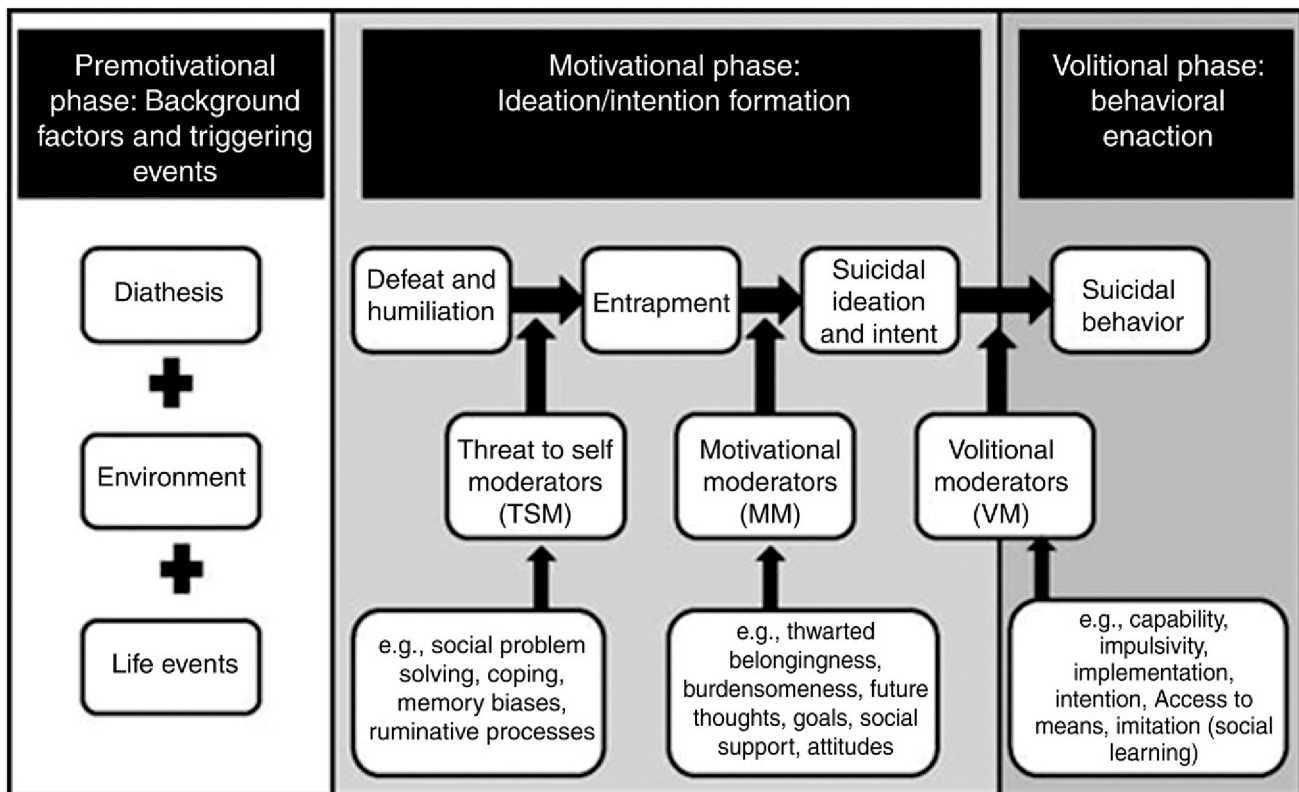 Premotivational
phase: Background
factors and triggering
events
Motivational phase:
Ideation/intention formation
Volitional phase:
behavioral
enaction
Diathesis
Environment
Life events
Defeat and
humiliation
Entrapment
Suicidal
ideation
and intent
Suicidal
behavior
Threat to self
moderators
(TSM)
Motivational
moderators
(MM)
Volitional
moderators
(VM)
e.g., social problem
solving, coping,
memory biases,
ruminative processes
e.g., thwarted
belongingness,
burdensomeness, future
thoughts, goals, social
support, attitudes
e.g., capability,
impulsivity,
implementation,
intention, Access to
means, imitation (social
learning)